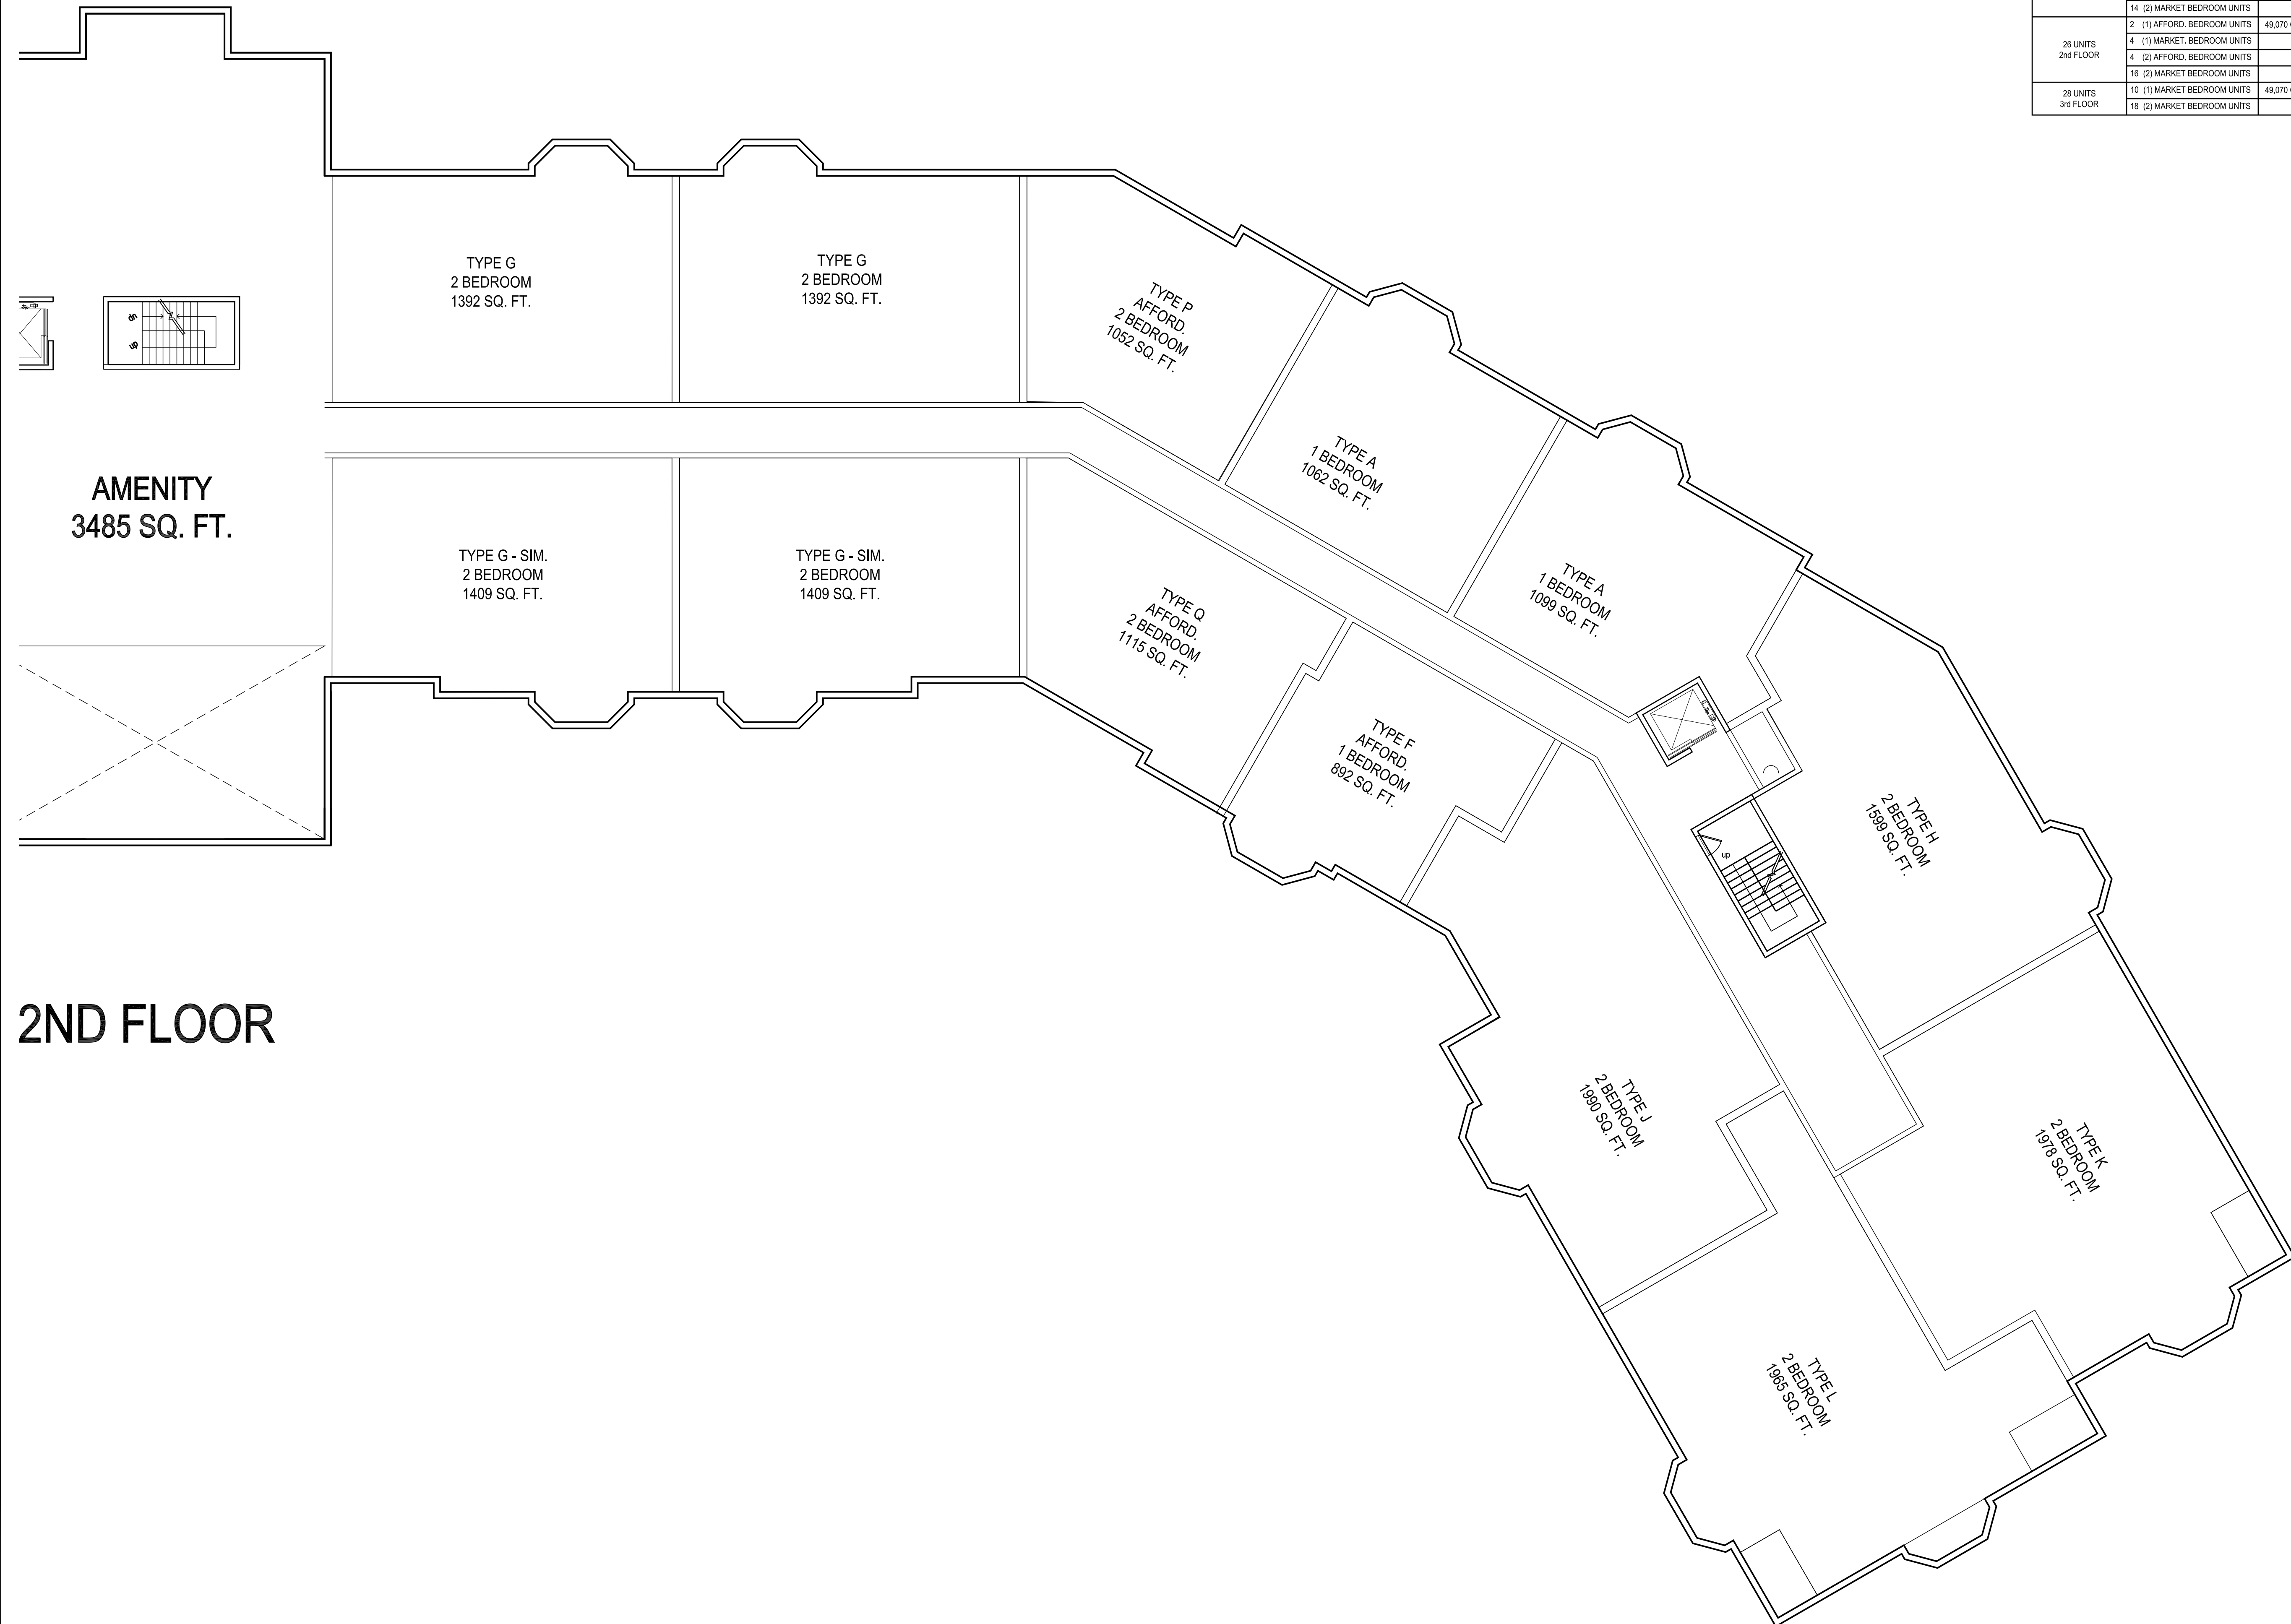 14 (2) MARKET BEDROOM UNITS
26 UNITS
2nd FLOOR
2 (1) AFFORD. BEDROOM UNITS 49,070
4 (1) MARKET. BEDROOM UNITS
4 (2) AFFORD. BEDROOM UNITS
16 (2) MARKET BEDROOM UNITS
28 UNITS
3rd FLOOR
10 (1) MARKET BEDROOM UNITS 49,070
18 (2) MARKET BEDROOM UNITS
TYPE G
2 BEDROOM
1392 SQ. FT.
TYPE G
2 BEDROOM
1392 SQ. FT.
TYPE P
AFFORD.
2 BEDROOM
1052 SQ. FT.
up
TYPE A
1 BEDROOM
1062 SQ. FT.
AMENITY
3485 SQ. FT.
TYPE G - SIM.
2 BEDROOM
1409 SQ. FT.
TYPE G - SIM.
2 BEDROOM
1409 SQ. FT.
TYPE Q
AFFORD.
2 BEDROOM
1115 SQ. FT.
TYPE A
1 BEDROOM
1099 SQ. FT.
TYPE F
AFFORD.
1 BEDROOM
892 SQ. FT.
up
TYPE H
2 BEDROOM
1599 SQ. FT.
2ND FLOOR
TYPE J
2 BEDROOM
1990 SQ. FT.
TYPE K
2 BEDROOM
1978 SQ. FT.
TYPE L
2 BEDROOM
1965 SQ. FT.